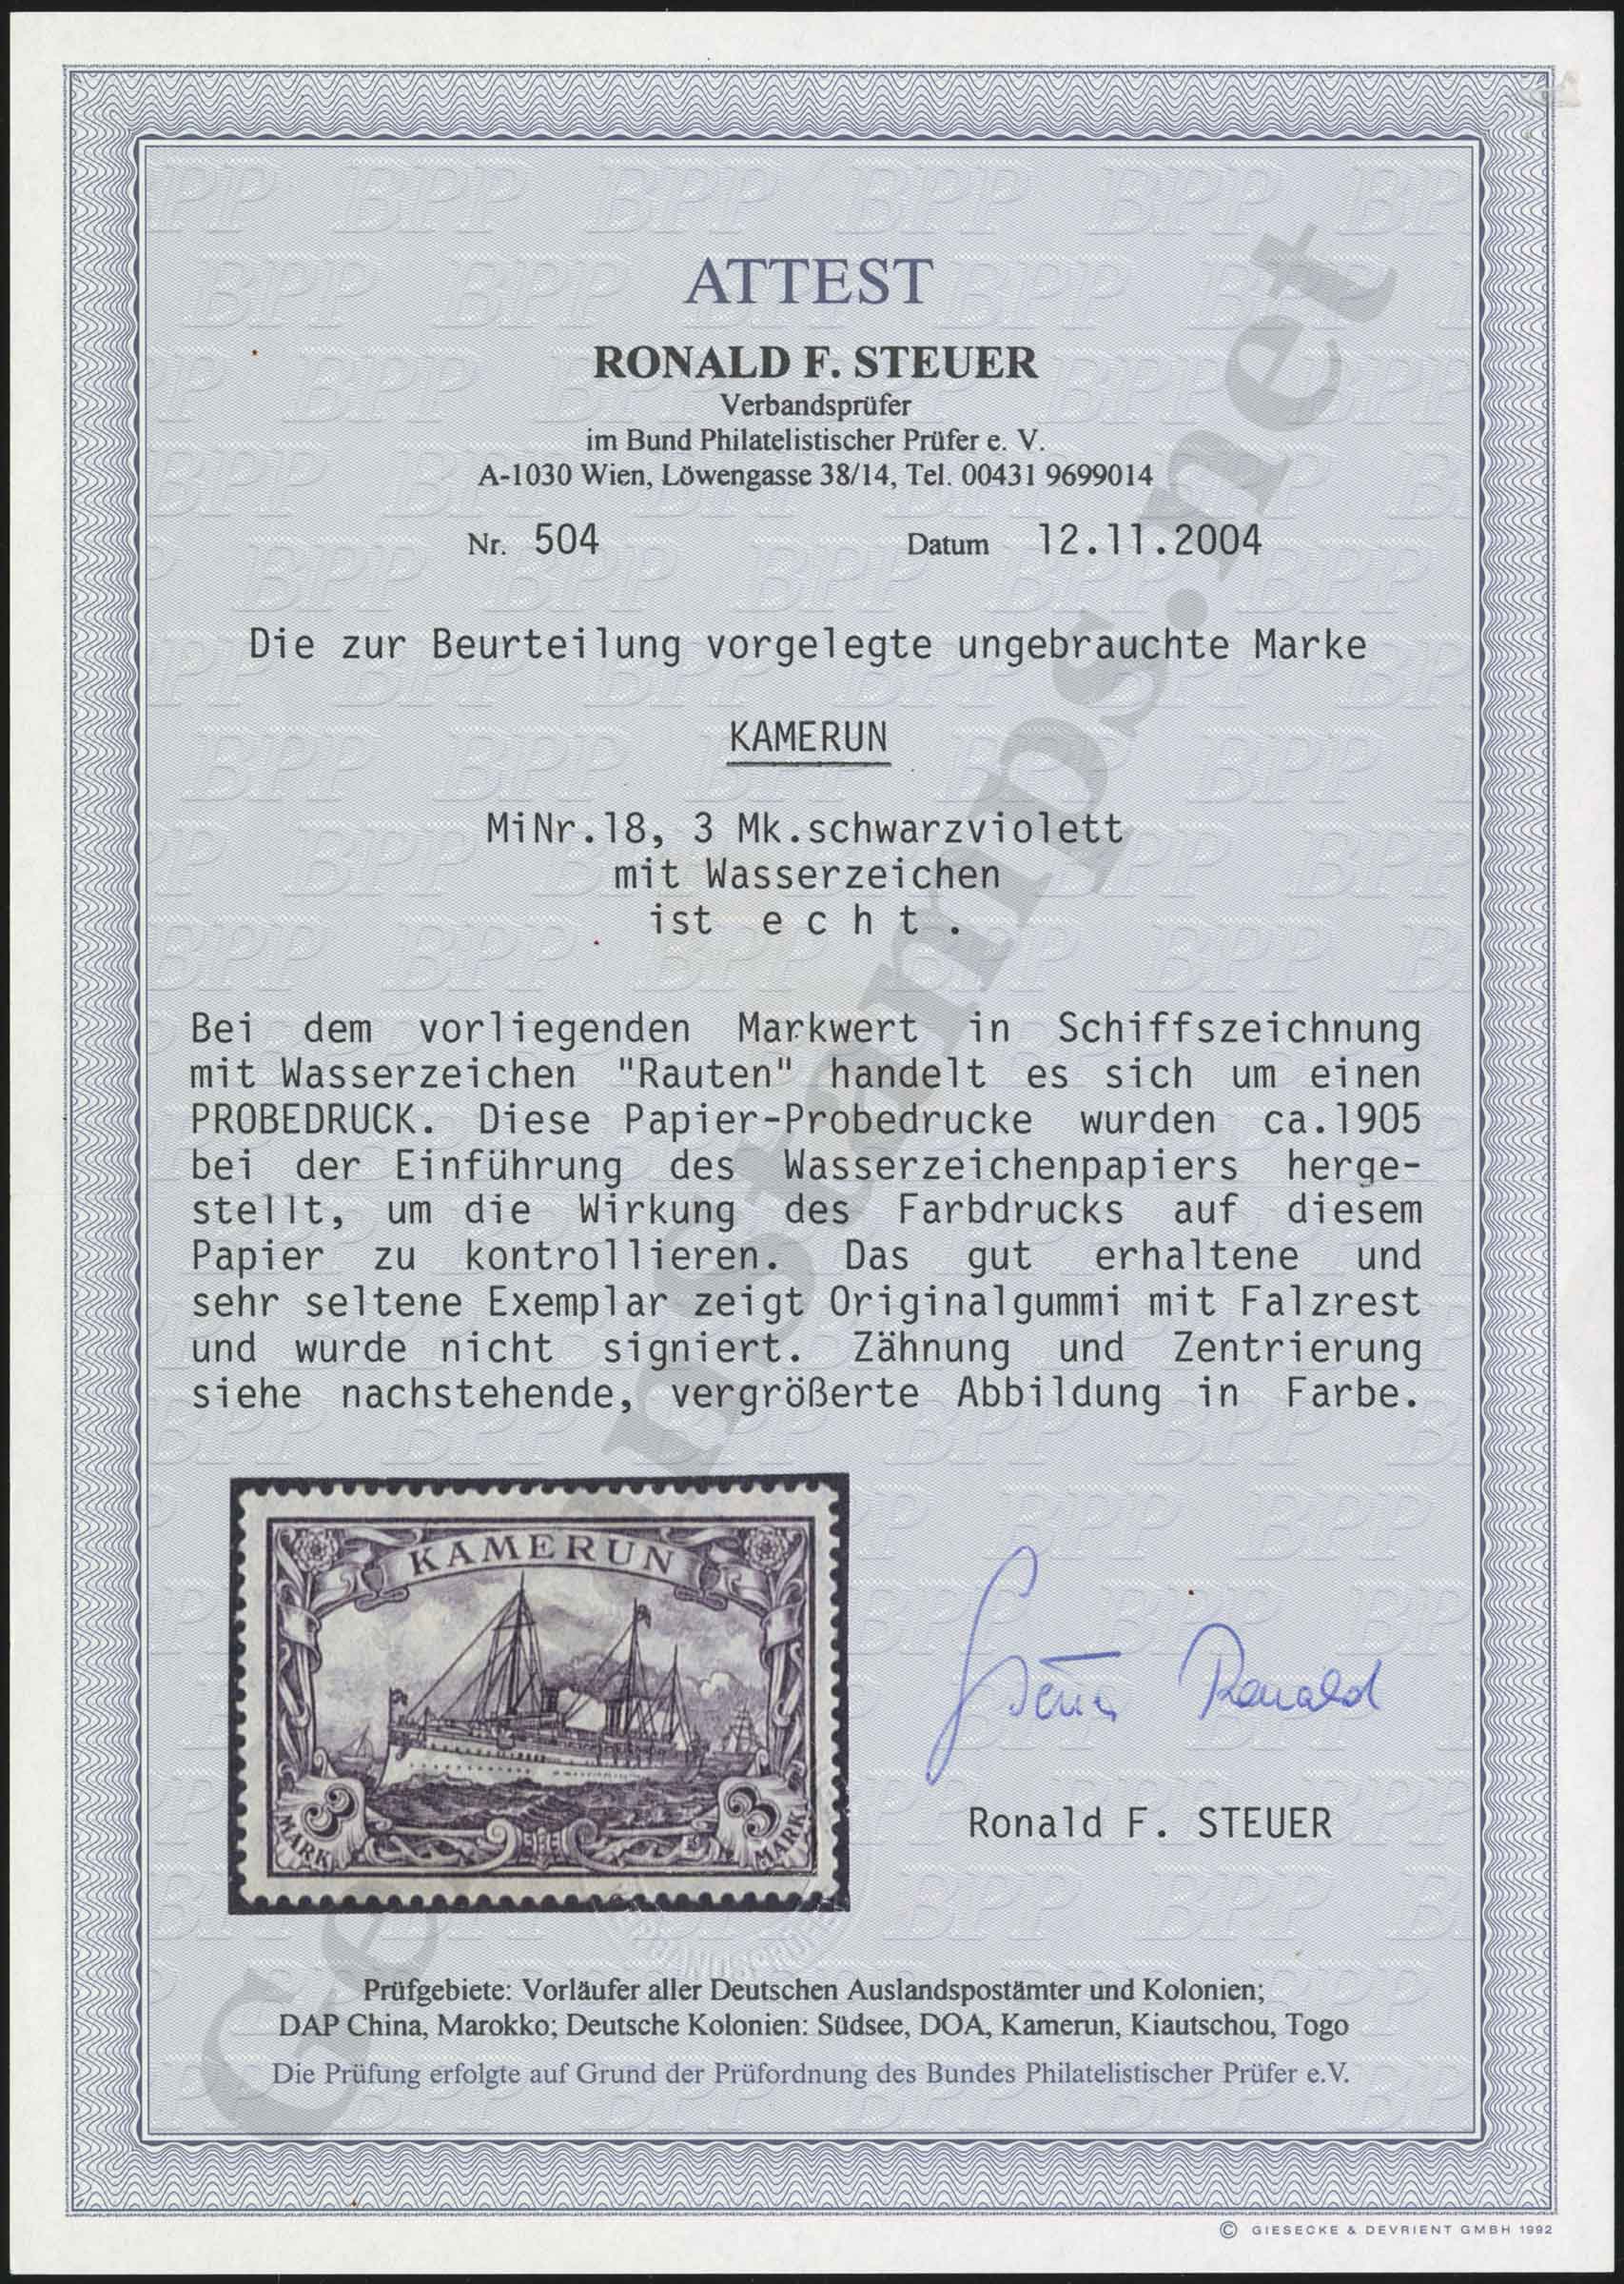 ATTEST
RONALD F. STEUER
Verbandsprüfer
im Bund Philatelistischer Prüfer e. V.
A-1030 Wien, Löwengasse 38/14, Tel. 00431 9699014
Nr. 504 Datum 12.11.2004
Die zur Beurteilung vorgelegte ungebrauchte Marke
KAMERUN
MiNr.18, 3 Mk.schwarzviolett
mit Wasserzeichen
ist e c h t .
Bei dem vorliegenden Markwert in Schiffszeichnung
mit Wasserzeichen "Rauten" handelt es sich um einen
PROBEDRUCK. Diese Papier-Probedrucke wurden ca.1905
bei der Einführung des Wasserzeichenpapiers herge-
stellt, um die Wirkung des Farbdrucks auf diesem
Papier zu kontrollieren. Das gut erhaltene und
sehr seltene Exemplar zeigt Originalgummi mit Falzrest
und wurde nicht signiert. Zähnung und Zentrierung
siehe nachstehende, vergrößerte Abbildung in Farbe.
KAMERUN
3 MARK
3 MARK
Steuer Ronald
Ronald F. STEUER
Prüfgebiete: Vorläufer aller Deutschen Auslandspostämter und Kolonien;
DAP China, Marokko; Deutsche Kolonien: Südsee, DOA, Kamerun, Kiautschou, Togo
Die Prüfung erfolgte auf Grund der Prüfordnung des Bundes Philatelistischer Prüfer e.V.
© GIESECKE & DEVRIENT GMBH 1992